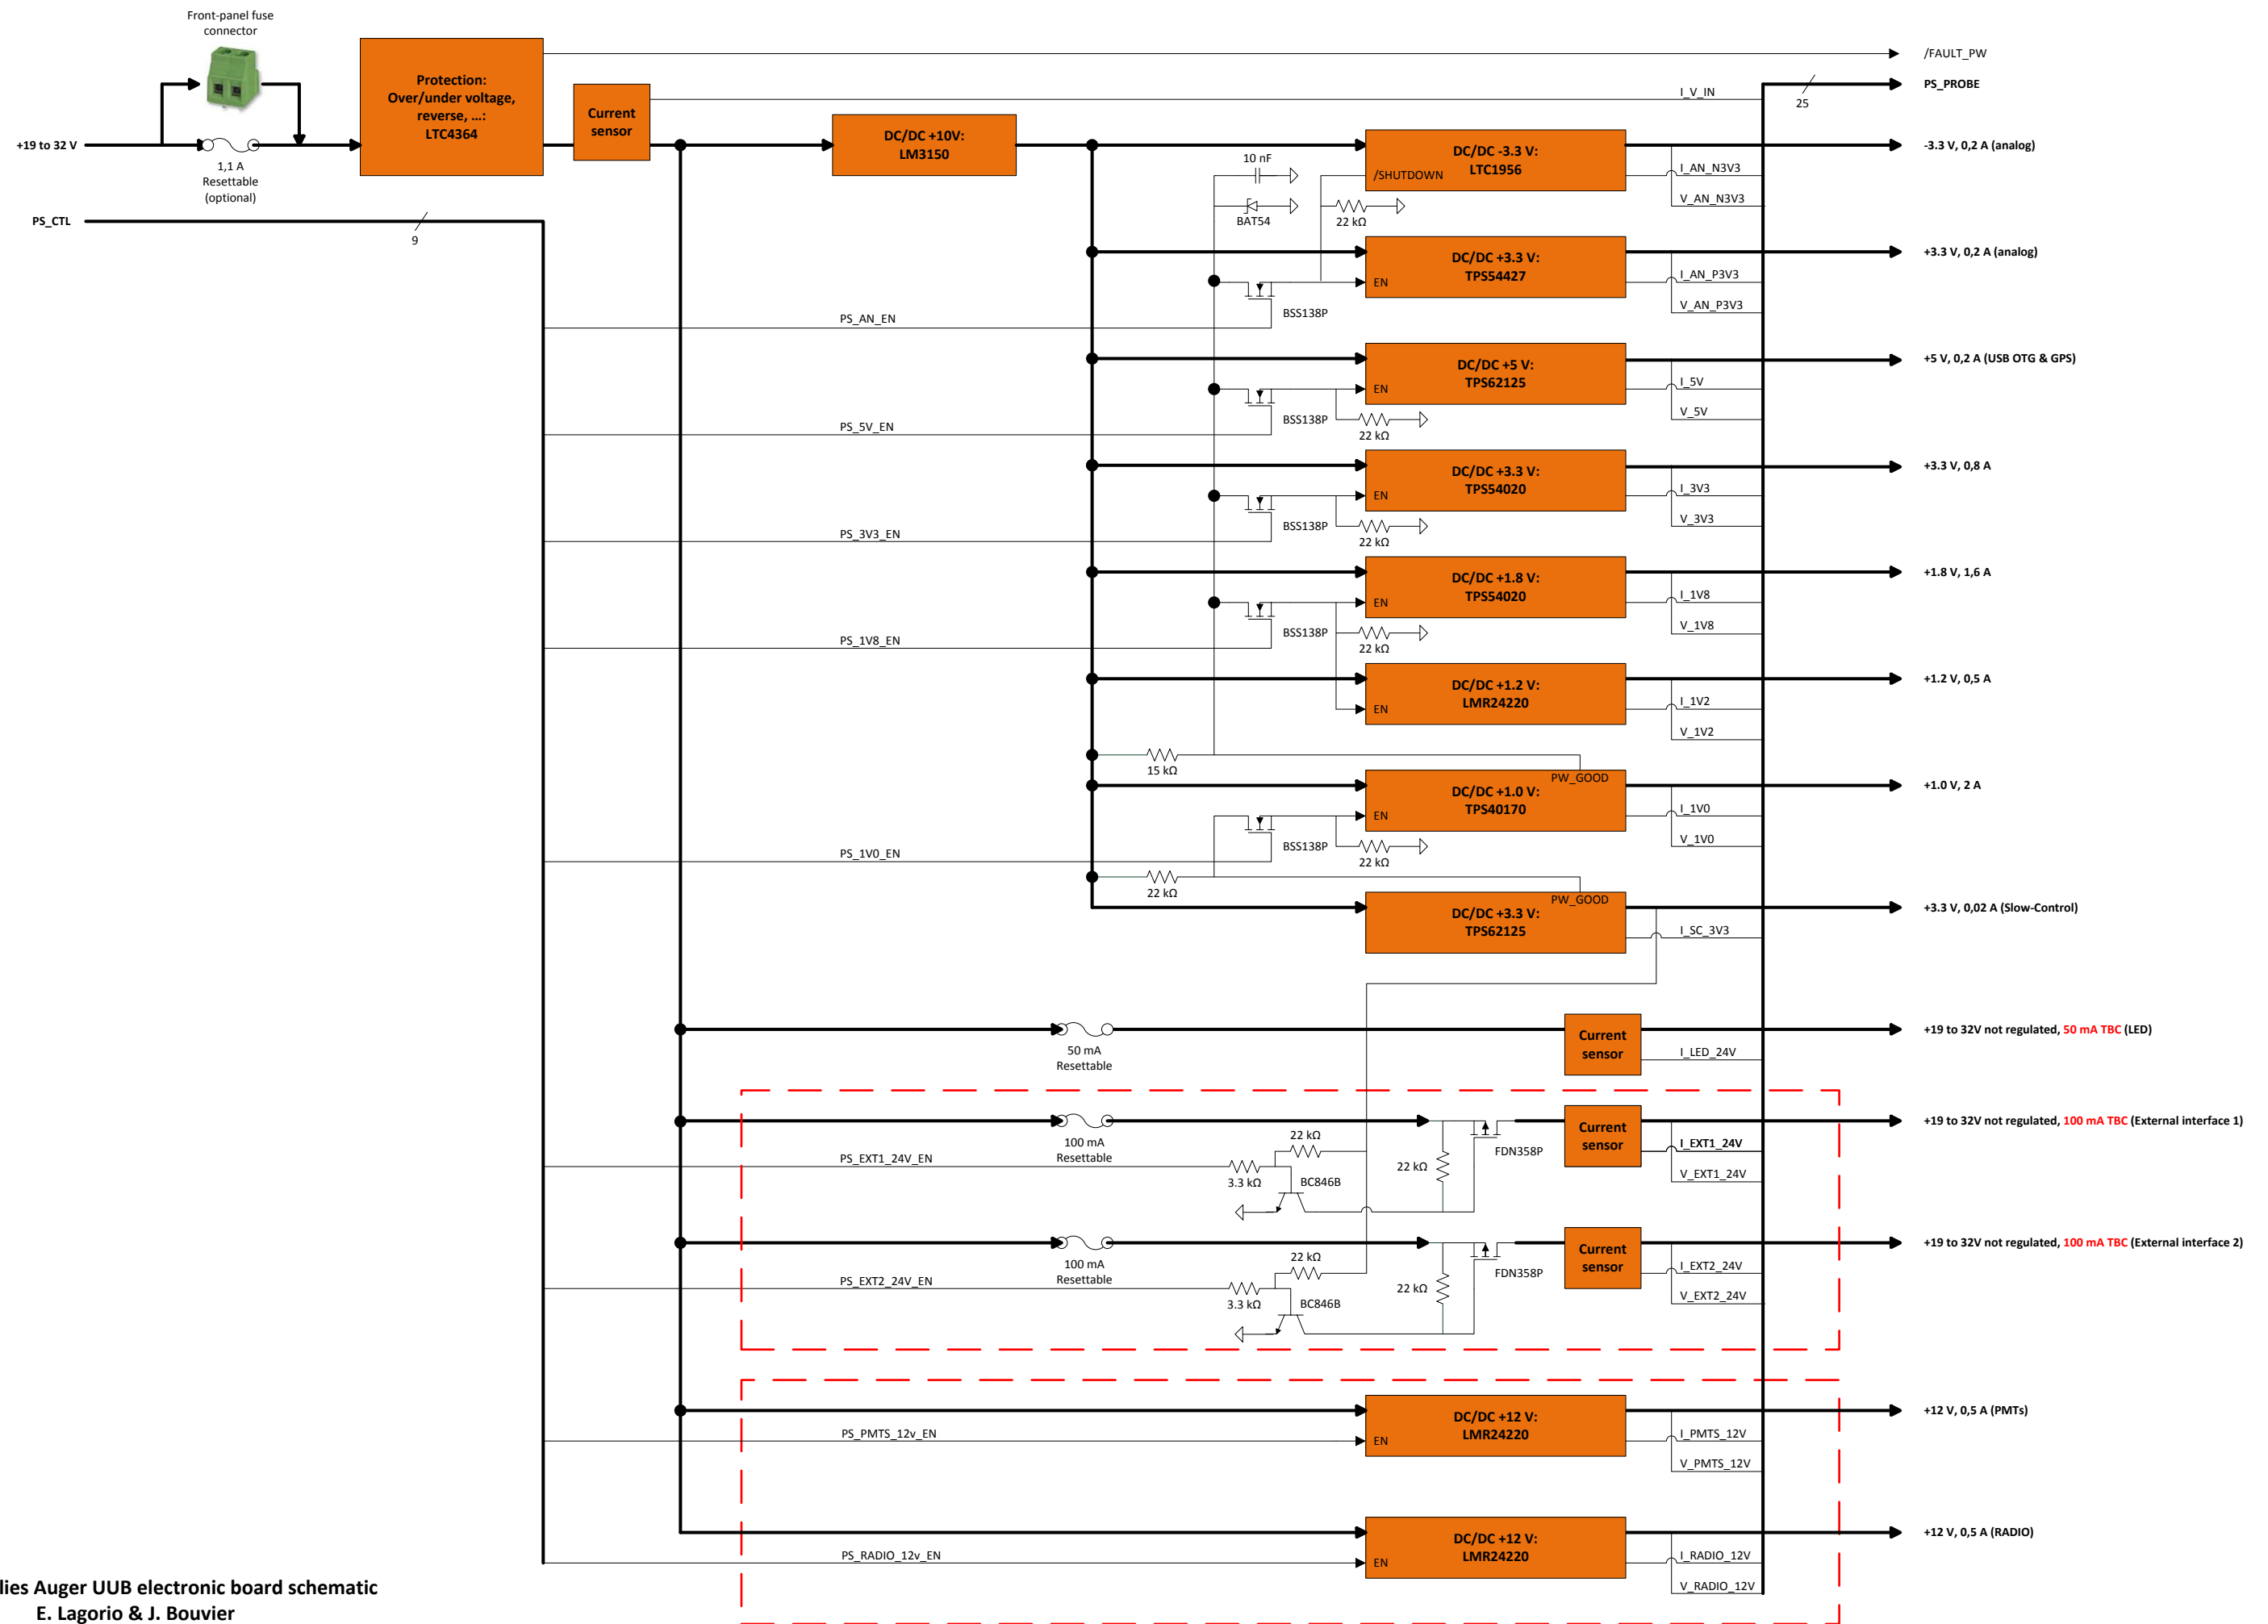 Front-panel fuse
connector
/FAULT_PW
Protection:
Over/under voltage,
reverse, ...:
LTC4364
PS_PROBE
25
I_V_IN
Current
sensor
DC/DC +10V:
LM3150
+19 to 32 V
1,1 A
Resettable
(optional)
10 nF
DC/DC -3.3 V:
LTC1956
/SHUTDOWN
-3.3 V, 0,2 A (analog)
I_AN_N3V3
V_AN_N3V3
BAT54
22 kΩ
PS_CTL
9
DC/DC +3.3 V:
TPS54427
EN
+3.3 V, 0,2 A (analog)
I_AN_P3V3
V_AN_P3V3
BSS138P
PS_AN_EN
DC/DC +5 V:
TPS62125
EN
+5 V, 0,2 A (USB OTG & GPS)
I_5V
V_5V
BSS138P
22 kΩ
PS_5V_EN
DC/DC +3.3 V:
TPS54020
EN
+3.3 V, 0,8 A
I_3V3
V_3V3
BSS138P
22 kΩ
PS_3V3_EN
DC/DC +1.8 V:
TPS54020
EN
+1.8 V, 1,6 A
I_1V8
V_1V8
BSS138P
22 kΩ
PS_1V8_EN
DC/DC +1.2 V:
LMR24220
EN
+1.2 V, 0,5 A
I_1V2
V_1V2
15 kΩ
PW_GOOD
DC/DC +1.0 V:
TPS40170
EN
+1.0 V, 2 A
I_1V0
V_1V0
BSS138P
22 kΩ
PS_1V0_EN
22 kΩ
PW_GOOD
DC/DC +3.3 V:
TPS62125
+3.3 V, 0,02 A (Slow-Control)
I_SC_3V3
50 mA
Resettable
Current
sensor
+19 to 32V not regulated, 50 mA TBC (LED)
I_LED_24V
100 mA
Resettable
Current
sensor
+19 to 32V not regulated, 100 mA TBC (External interface 1)
I_EXT1_24V
V_EXT1_24V
PS_EXT1_24V_EN
22 kΩ
3.3 kΩ
BC846B
22 kΩ
FDN358P
100 mA
Resettable
Current
sensor
+19 to 32V not regulated, 100 mA TBC (External interface 2)
I_EXT2_24V
V_EXT2_24V
PS_EXT2_24V_EN
22 kΩ
3.3 kΩ
BC846B
22 kΩ
FDN358P
DC/DC +12 V:
LMR24220
EN
+12 V, 0,5 A (PMTs)
PS_PMTS_12v_EN
I_PMTS_12V
V_PMTS_12V
DC/DC +12 V:
LMR24220
EN
+12 V, 0,5 A (RADIO)
PS_RADIO_12v_EN
I_RADIO_12V
V_RADIO_12V
lies Auger UUB electronic board schematic
E. Lagorio & J. Bouvier